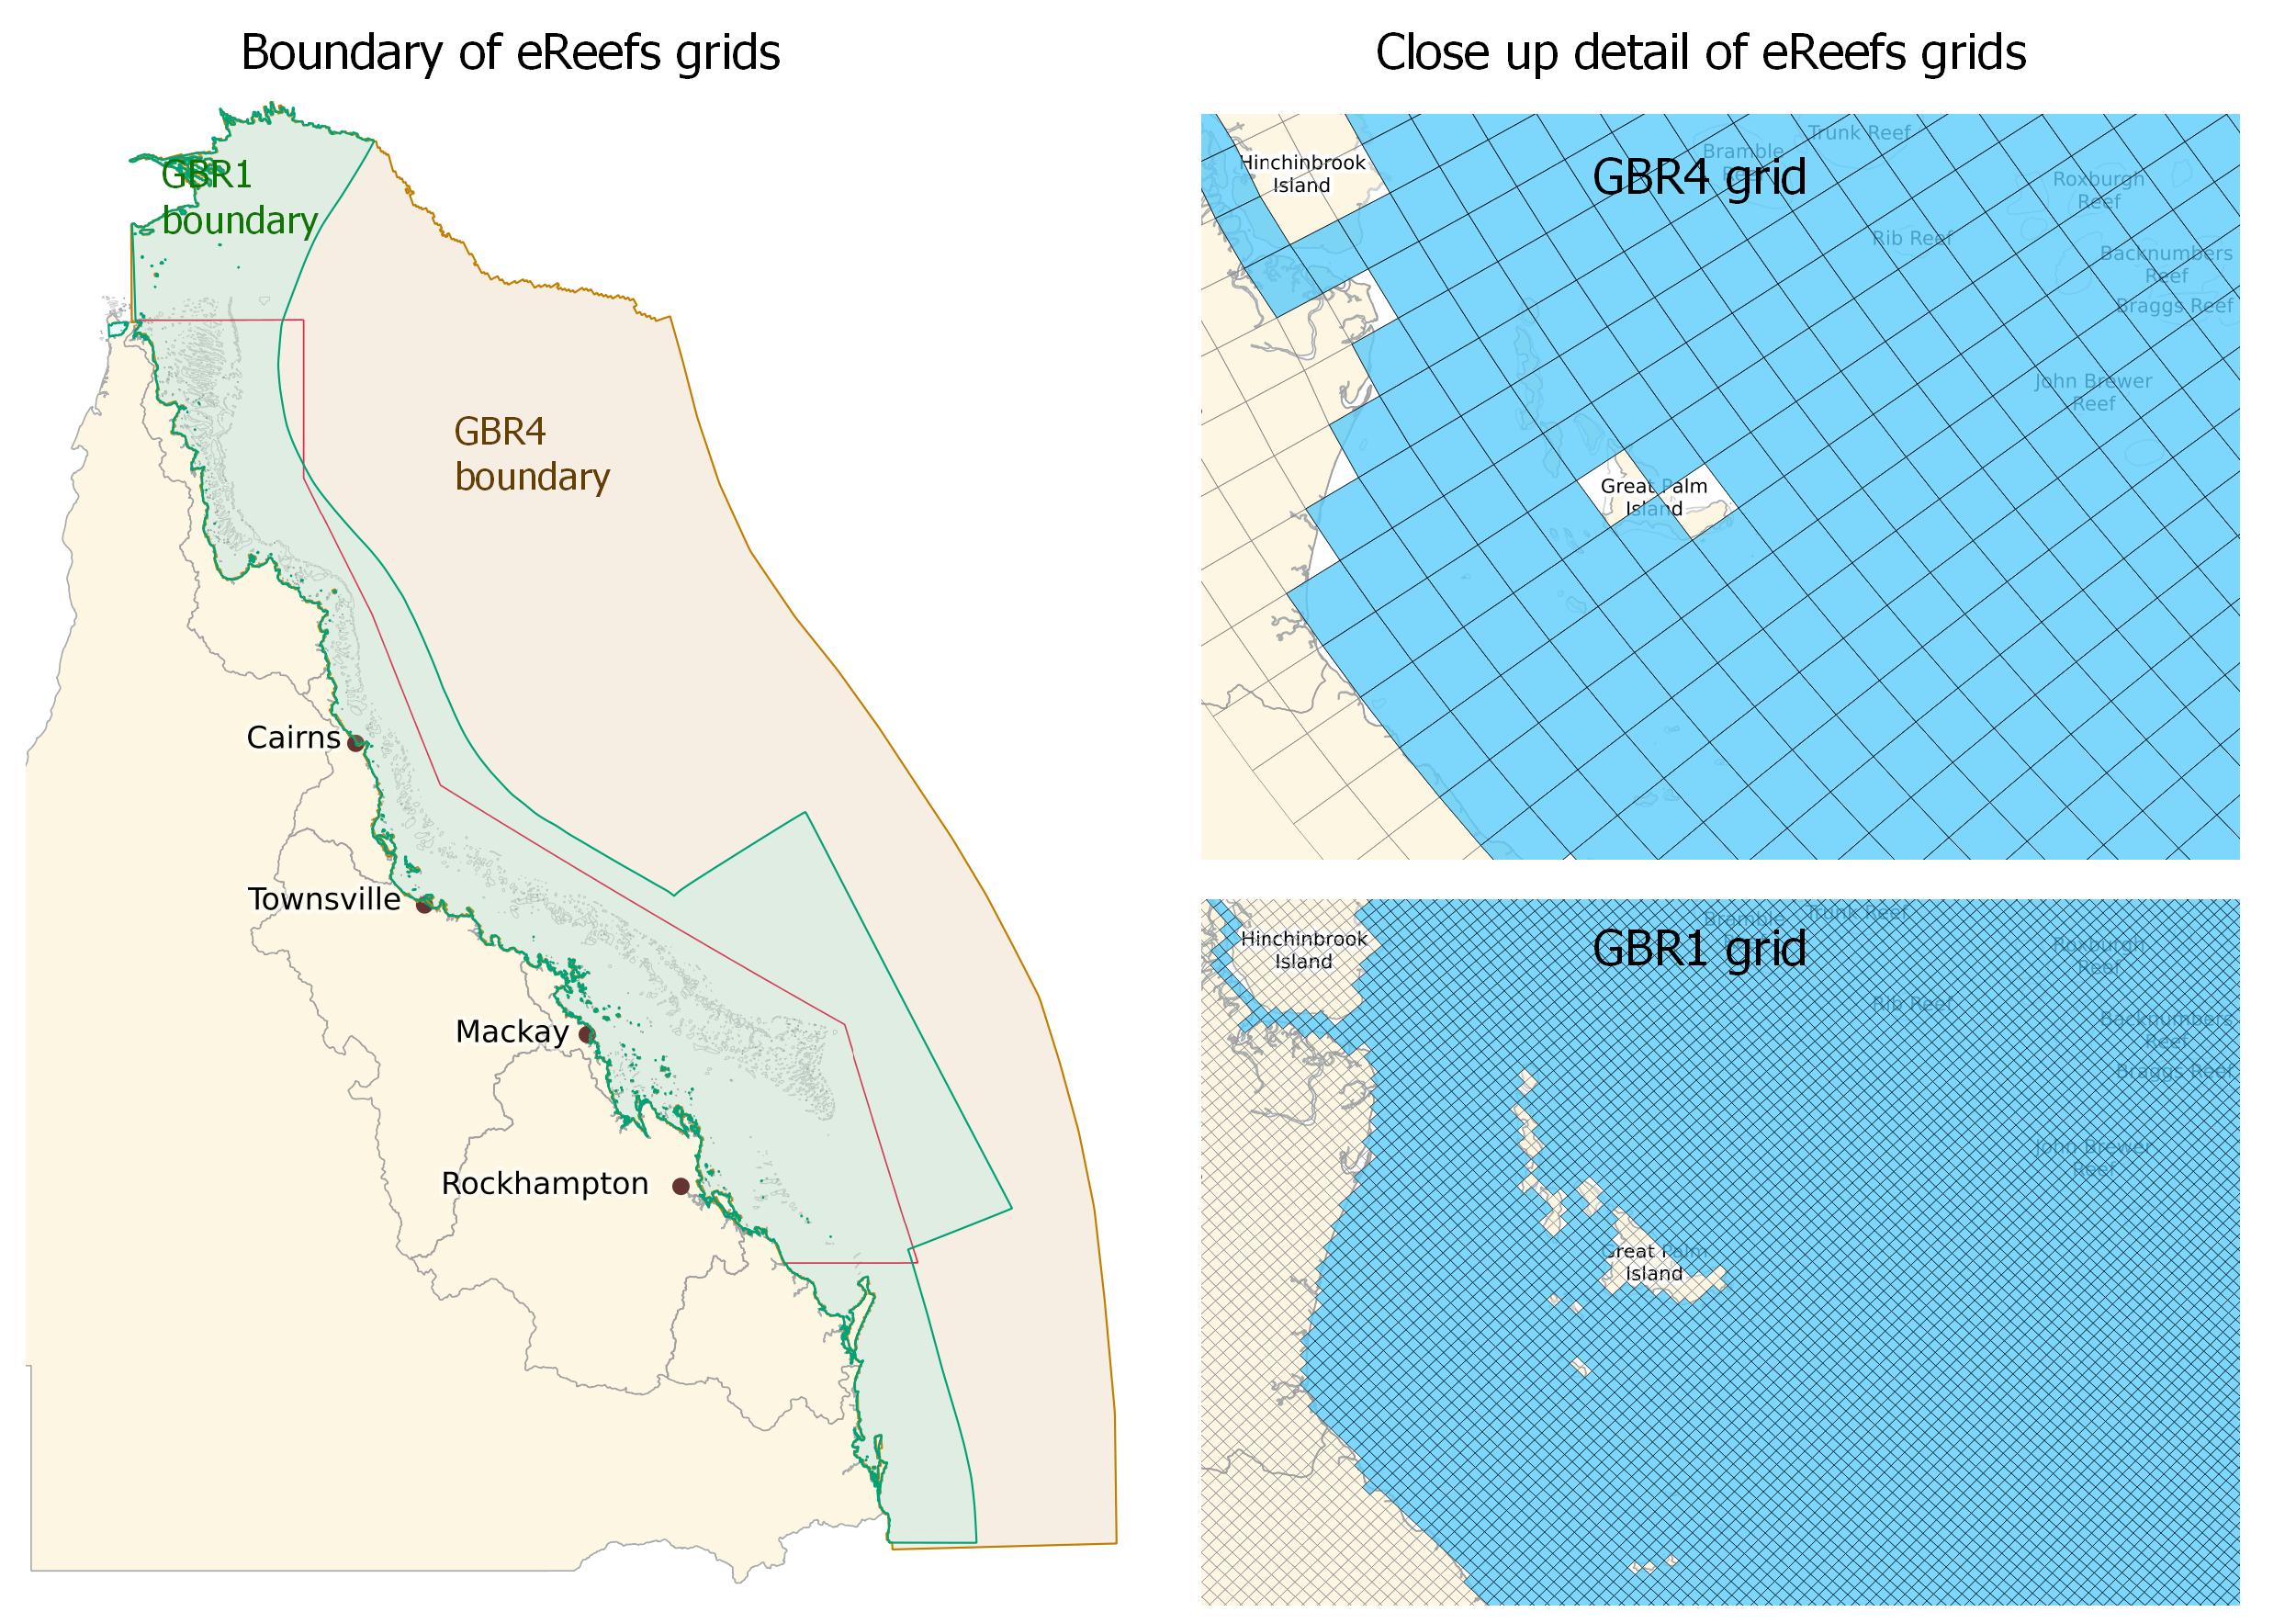 Boundary of eReefs grids
GBR1
boundary
GBR4
boundary
Cairns
Townsville
Mackay
Rockhampton
Close up detail of eReefs grids
Trunk Reef
Bramble
Hinchinbrook
Island
GBR4 grid
Roxburgh
Reef
Rib Reef
Backnumbers
Reef
Braggs Reef
John Brewer
Reef
Great Palm
Island
Trunk Reef
Bramble
Hinchinbrook
Island
GBR1 grid
Roxburgh
Reef
Rib Reef
Backnumbers
Reef
Braggs Reef
John Brewer
Reef
Great Palm
Island